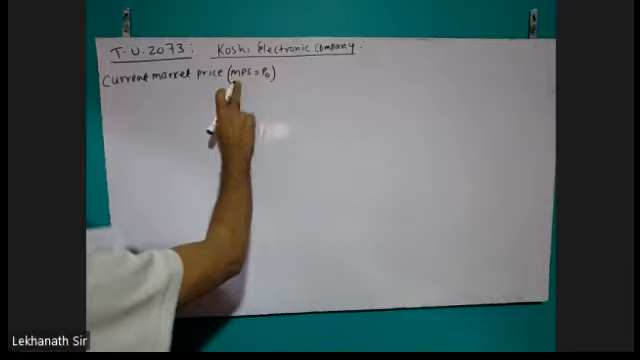 T.U.2073: Koshi Electronic Company:
Current market price (MPS = P₀)
Lekhanath Sir